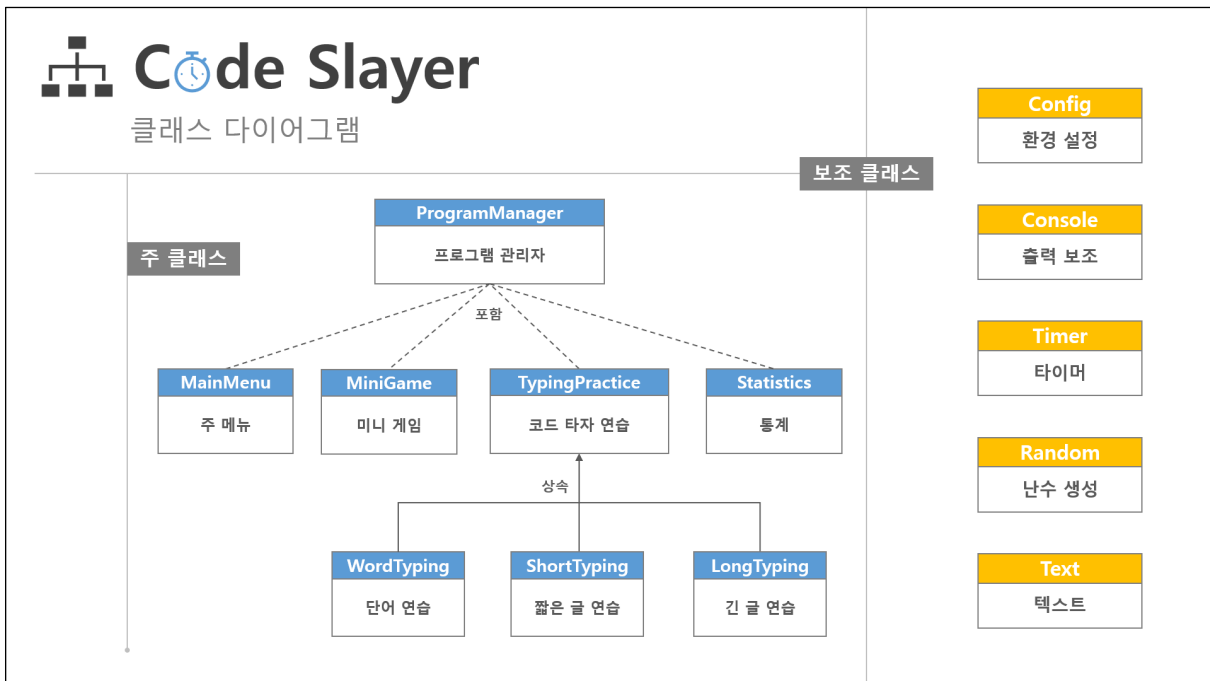 Code Slayer
클래스 다이어그램
주 클래스
ProgramManager
프로그램 관리자
포함
MainMenu
주 메뉴
MiniGame
미니 게임
TypingPractice
코드 타자 연습
Statistics
통계
상속
WordTyping
단어 연습
ShortTyping
짧은 글 연습
LongTyping
긴 글 연습
보조 클래스
Config
환경 설정
Console
출력 보조
Timer
타이머
Random
난수 생성
Text
텍스트